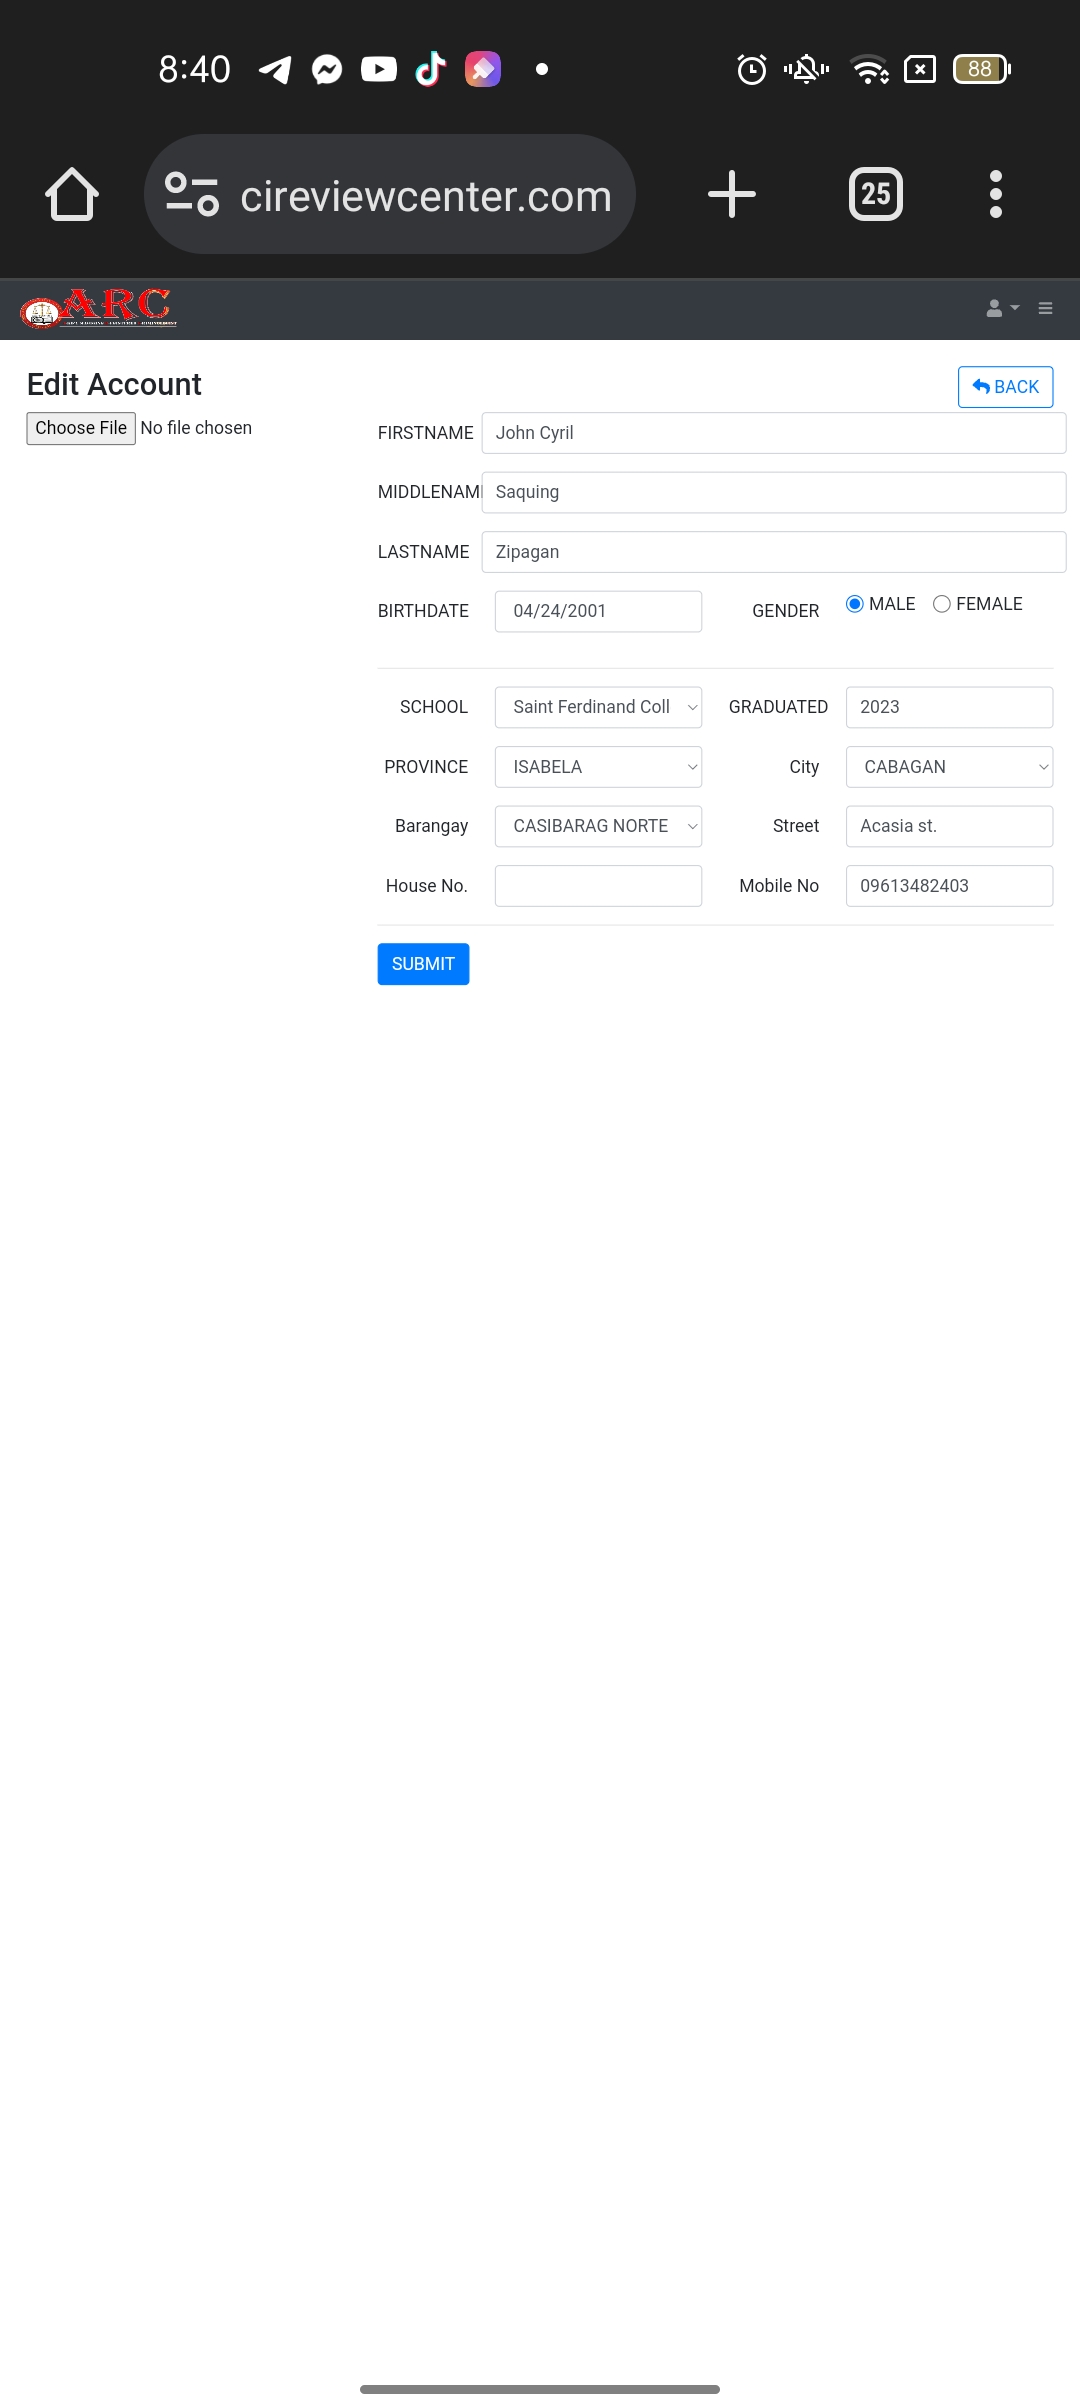 8:40
88
cireviewcenter.com
25
ARC
Edit Account
BACK
Choose File No file chosen
FIRSTNAME John Cyril
MIDDLENAM Saquing
LASTNAME Zipagan
BIRTHDATE 04/24/2001 GENDER MALE FEMALE
SCHOOL Saint Ferdinand Coll GRADUATED 2023
PROVINCE ISABELA City CABAGAN
Barangay CASIBARAG NORTE Street Acasia st.
House No. Mobile No 09613482403
SUBMIT